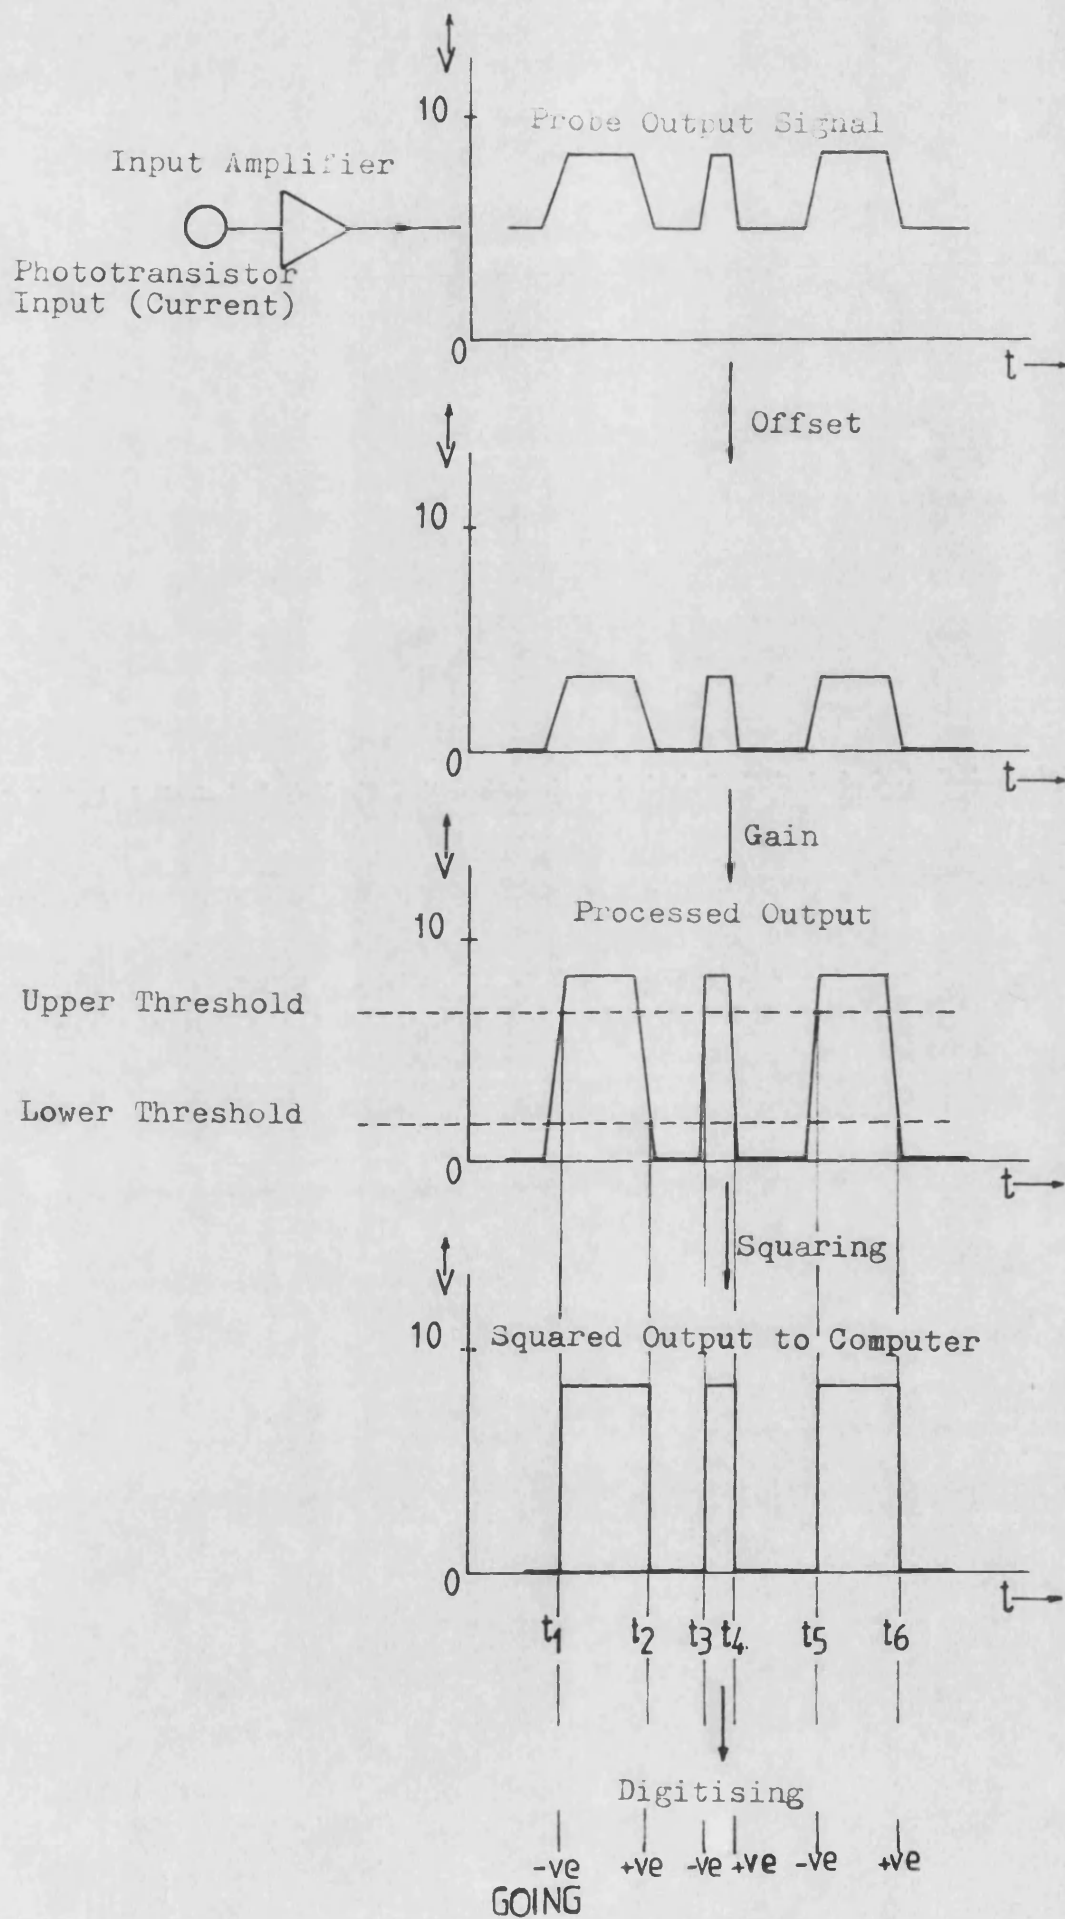 V
10
Probe Output Signal
Input Amplifier
Phototransistor
Input (Current)
0
t
Offset
V
10
0
t
Gain
V
Processed Output
10
Upper Threshold
Lower Threshold
0
t
Squaring
V
10
Squared Output to Computer
0
t
t1 t2 t3 t4. t5 t6
Digitising
-ve +ve -ve +ve -ve +ve
GOING